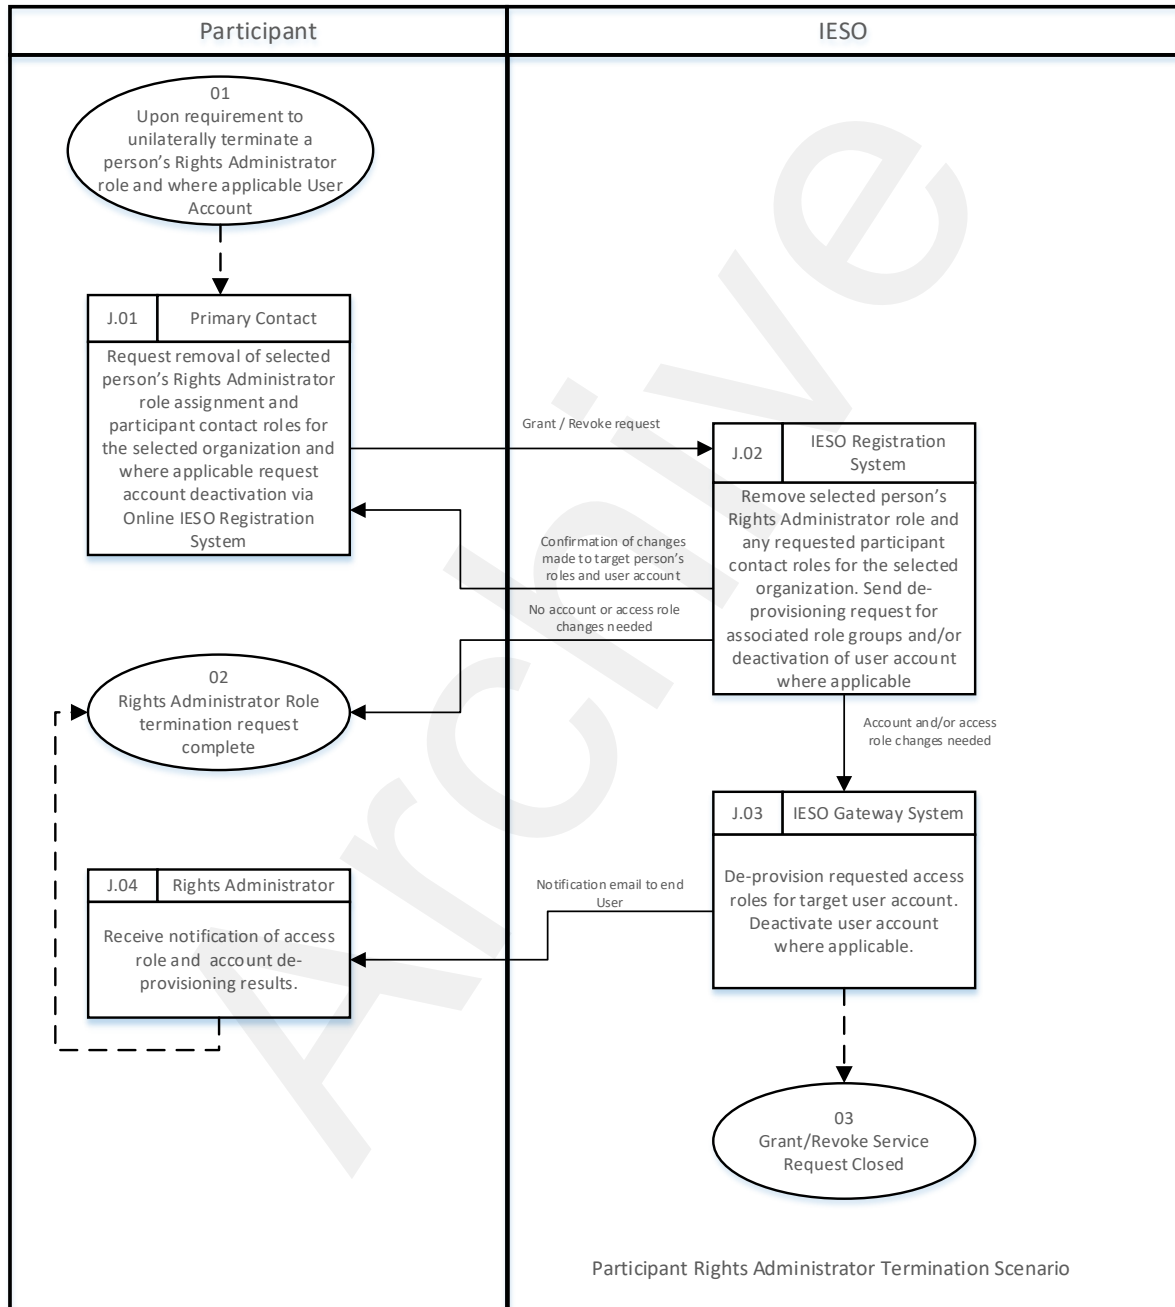 Participant
IESO
01
Upon requirement to
unilaterally terminate a
person's Rights Administrator
role and where applicable User
Account
J.01
Primary Contact
Request removal of selected
person's Rights Administrator
role assignment and
participant contact roles for
the selected organization and
where applicable request
account deactivation via
Online IESO Registration
System
Grant / Revoke request
J.02
IESO Registration
System
Remove selected person's
Rights Administrator role and
any requested participant
contact roles for the selected
organization. Send de-
provisioning request for
associated role groups and/or
deactivation of user account
where applicable
Confirmation of changes
made to target person's
roles and user account
No account or access role
changes needed
02
Rights Administrator Role
termination request
complete
Account and/or access
role changes needed
J.03
IESO Gateway System
De-provision requested access
roles for target user account.
Deactivate user account
where applicable.
Notification email to end
User
J.04
Rights Administrator
Receive notification of access
role and  account de-
provisioning results.
03
Grant/Revoke Service
Request Closed
Participant Rights Administrator Termination Scenario
Archive